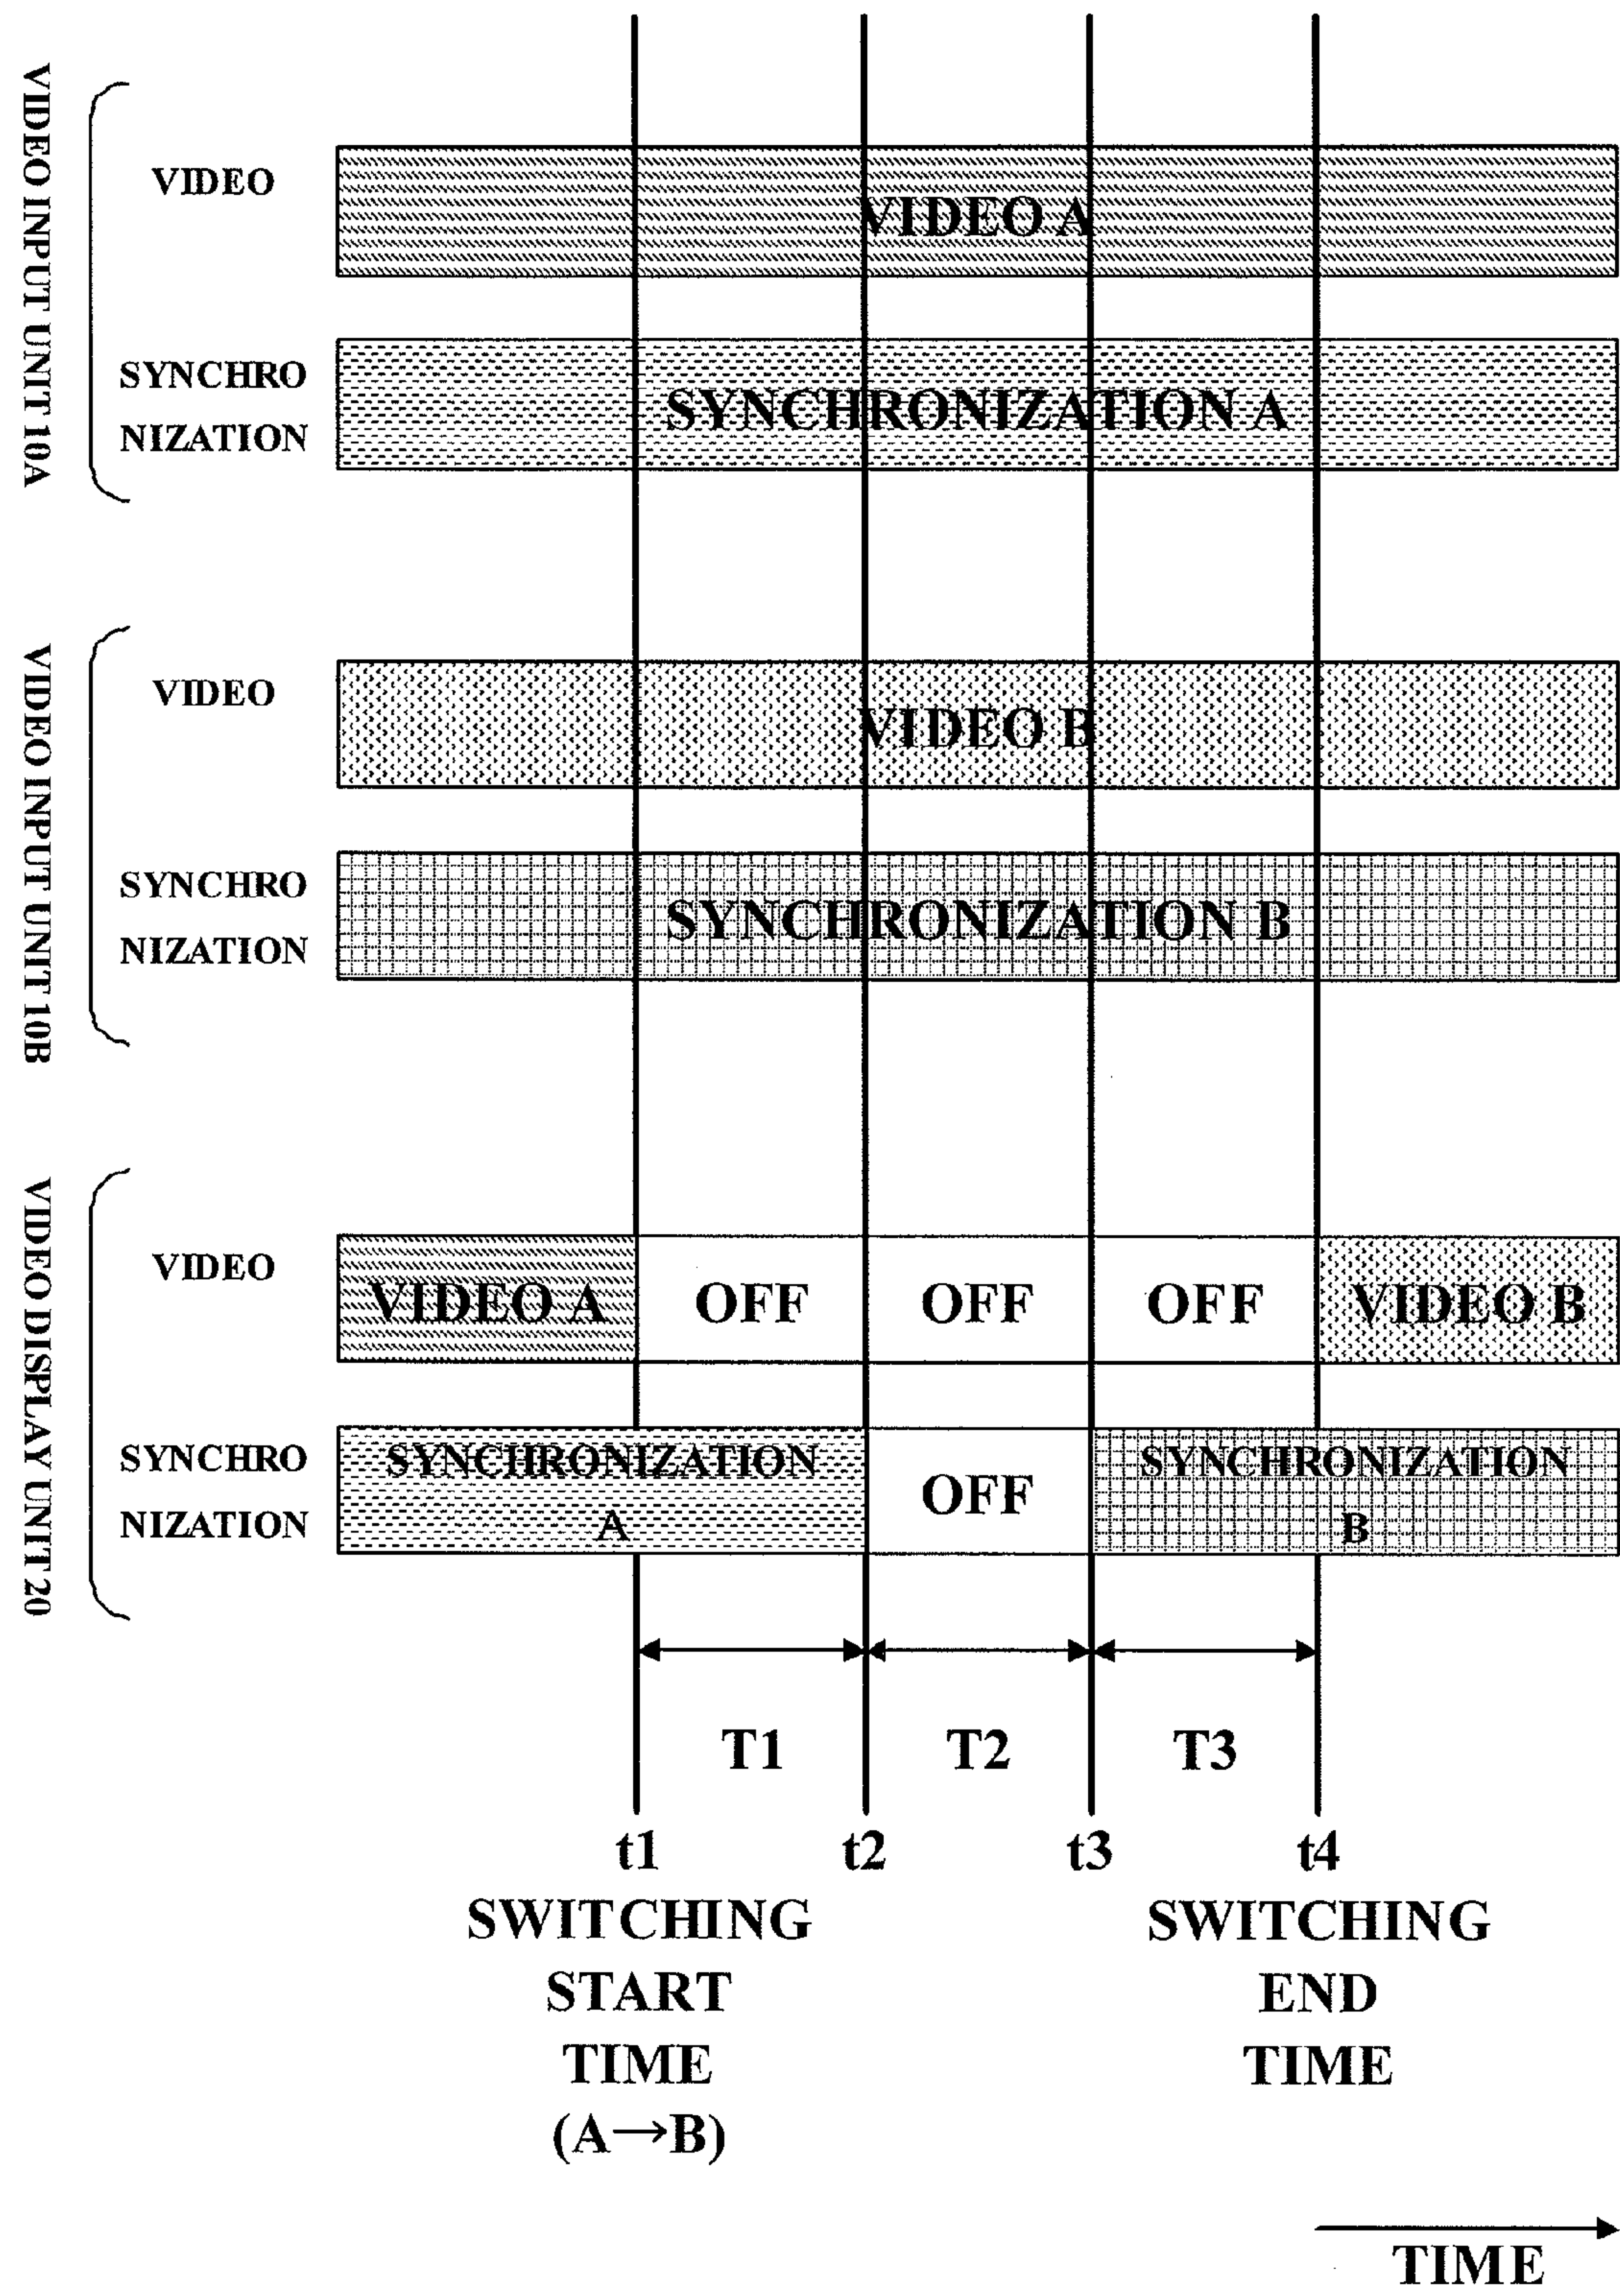 VIDEO INPUT UNIT 10A
VIDEO
VIDEO A
SYNCHRO
NIZATION
SYNCHRONIZATION A
VIDEO INPUT UNIT 10B
VIDEO
VIDEO B
SYNCHRO
NIZATION
SYNCHRONIZATION B
VIDEO DISPLAY UNIT 20
VIDEO
VIDEO A OFF OFF OFF VIDEO B
SYNCHRO
NIZATION
SYNCHRONIZATION
A
OFF
SYNCHRONIZATION
B
T1 T2 T3
t1 t2 t3 t4
SWITCHING
START
TIME
(A→B)
SWITCHING
END
TIME
TIME